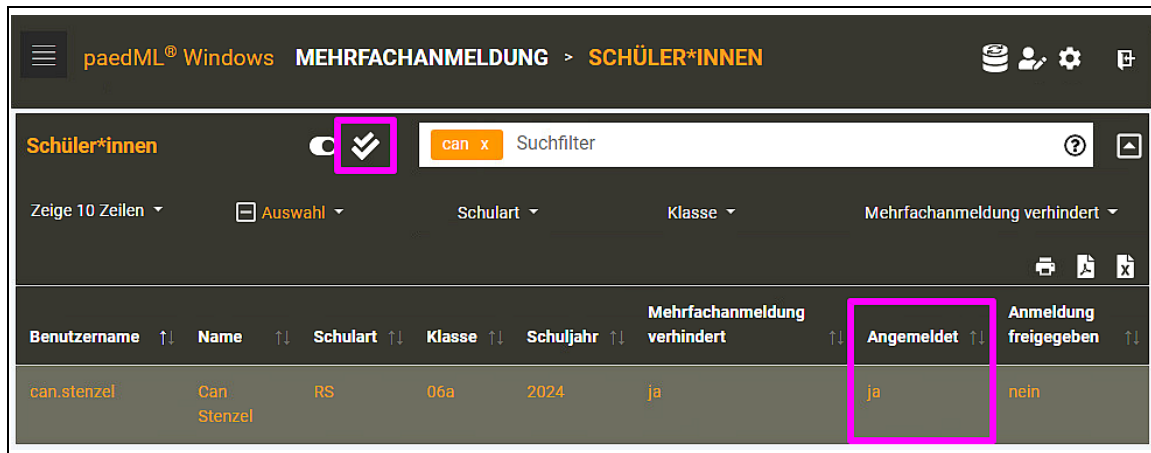 paedML® Windows MEHRFACHANMELDUNG > SCHÜLER*INNEN
Schüler*innen can x Suchfilter
Zeige 10 Zeilen Auswahl Schulart Klasse Mehrfachanmeldung verhindert
Benutzername Name Schulart Klasse Schuljahr Mehrfachanmeldung verhindert Angemeldet Anmeldung freigegeben
can.stenzel Can Stenzel RS 06a 2024 ja ja nein